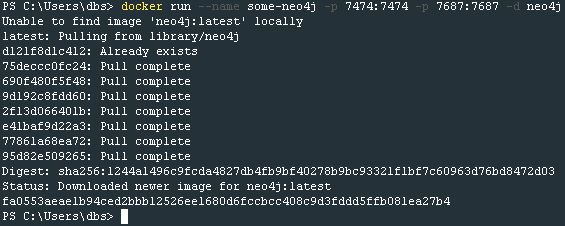 PS C:\Users\dbs> docker run --name some-neo4j -p 7474:7474 -p 7687:7687 -d neo4j
Unable to find image 'neo4j:latest' locally
latest: Pulling from library/neo4j
d121f8d1c412: Already exists
75deccc0fc24: Pull complete
690f480f5f48: Pull complete
9d192c8fdd60: Pull complete
2f13d066401b: Pull complete
e41baf9d22a3: Pull complete
77861a68ea72: Pull complete
95d82e509265: Pull complete
Digest: sha256:1244a1496c9fcda4827db4fb9bf40278b9bc93321f1bf7c60963d76bd8472d03
Status: Downloaded newer image for neo4j:latest
fa0553aeae1b94ced2bbb12526ee1680d6fccbcc408c9d3fddd5ffb081ea27b4
PS C:\Users\dbs>